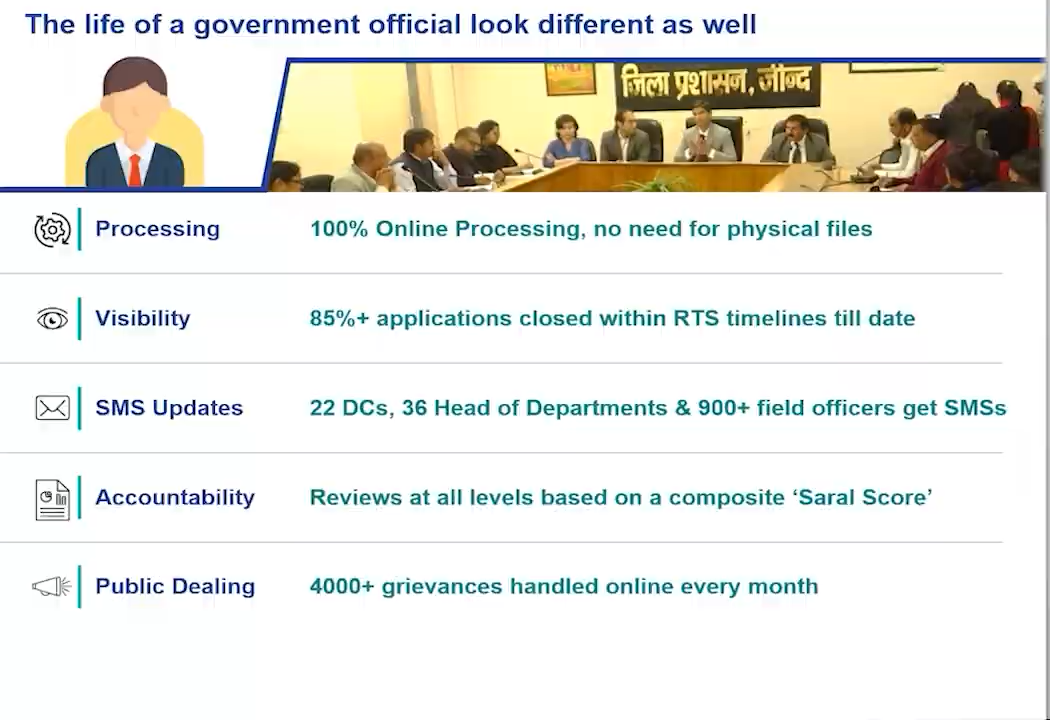 The life of a government official look different as well
जिला प्रशासन, जीन्द
Processing 100% Online Processing, no need for physical files
Visibility 85%+ applications closed within RTS timelines till date
SMS Updates 22 DCs, 36 Head of Departments & 900+ field officers get SMSs
Accountability Reviews at all levels based on a composite ‘Saral Score’
Public Dealing 4000+ grievances handled online every month